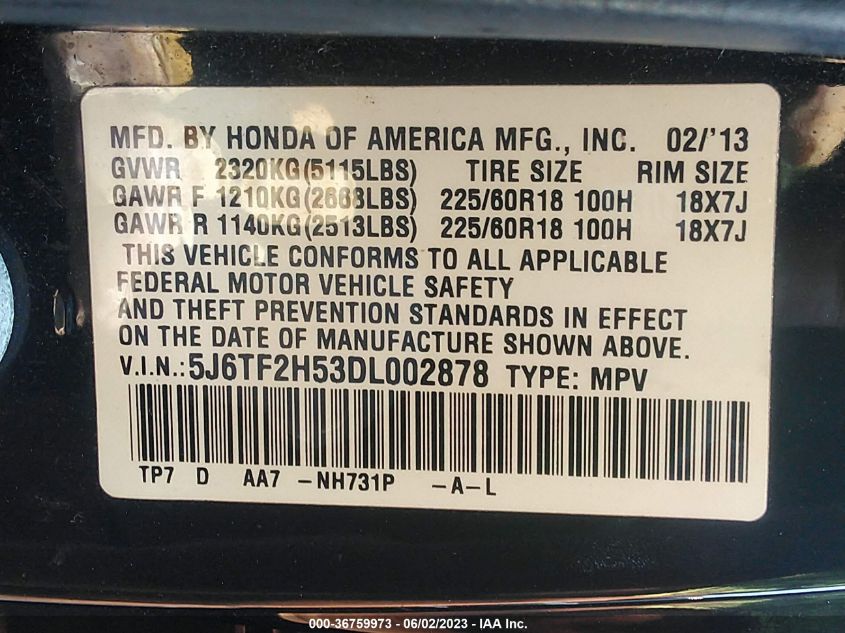 MFD. BY HONDA OF AMERICA MFG., INC. 02/'13
GVWR 2320KG(5115LBS) TIRE SIZE RIM SIZE
GAWR F 1210KG(2668LBS) 225/60R18 100H 18X7J
GAWR R 1140KG(2513LBS) 225/60R18 100H 18X7J
THIS VEHICLE CONFORMS TO ALL APPLICABLE
FEDERAL MOTOR VEHICLE SAFETY
AND THEFT PREVENTION STANDARDS IN EFFECT
ON THE DATE OF MANUFACTURE SHOWN ABOVE.
V.I.N.:5J6TF2H53DL002878 TYPE: MPV
TP7 D AA7 -NH731P -A-L
000-36759973 - 06/02/2023 - IAA Inc.